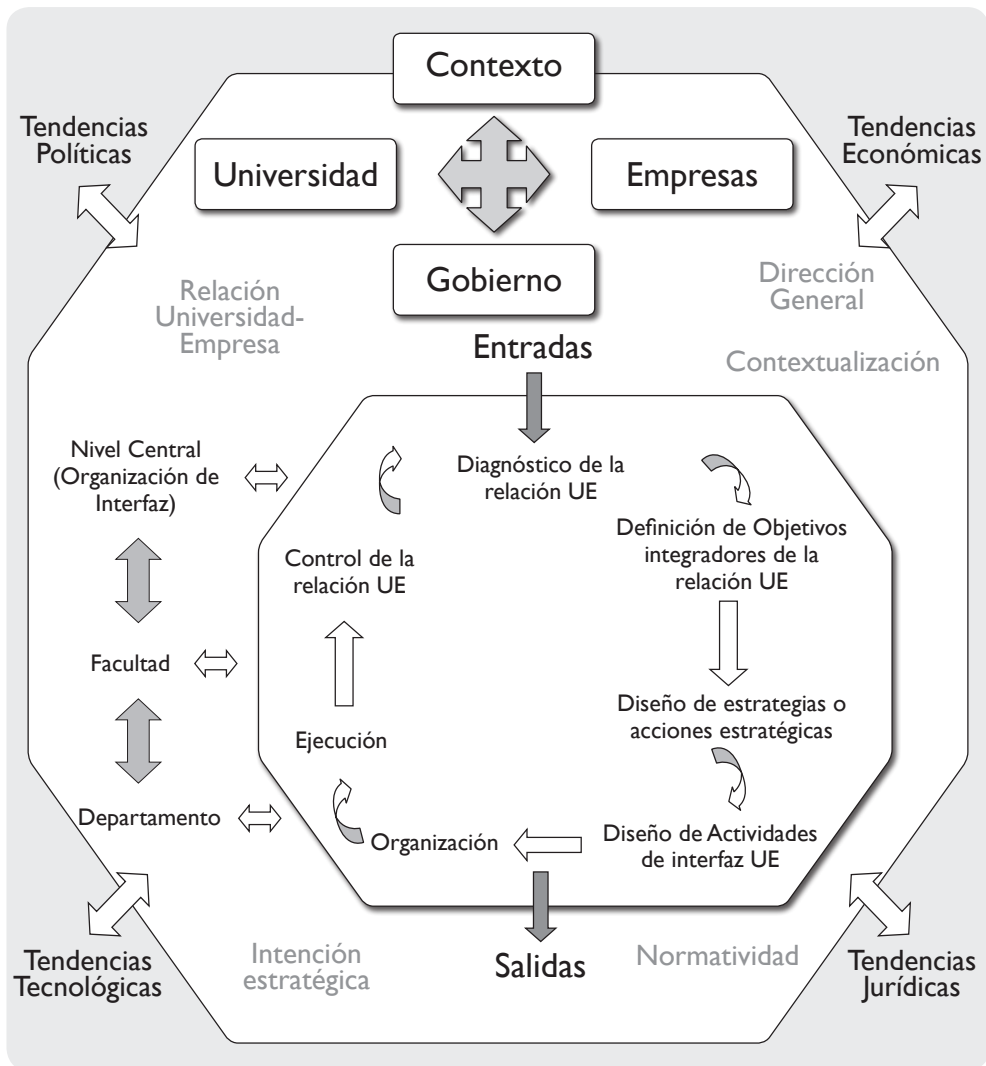 Contexto
Tendencias
Políticas
Tendencias
Económicas
Universidad
Empresas
Gobierno
Relación
Universidad-
Empresa
Dirección
General
Entradas
Contextualización
Nivel Central
(Organización de
Interfaz)
Diagnóstico de la
relación UE
Definición de Objetivos
integradores de la
relación UE
Control de la
relación UE
Facultad
Diseño de estrategias o
acciones estratégicas
Ejecución
Departamento
Organización
Diseño de Actividades
de interfaz UE
Intención
estratégica
Salidas
Normatividad
Tendencias
Tecnológicas
Tendencias
Jurídicas